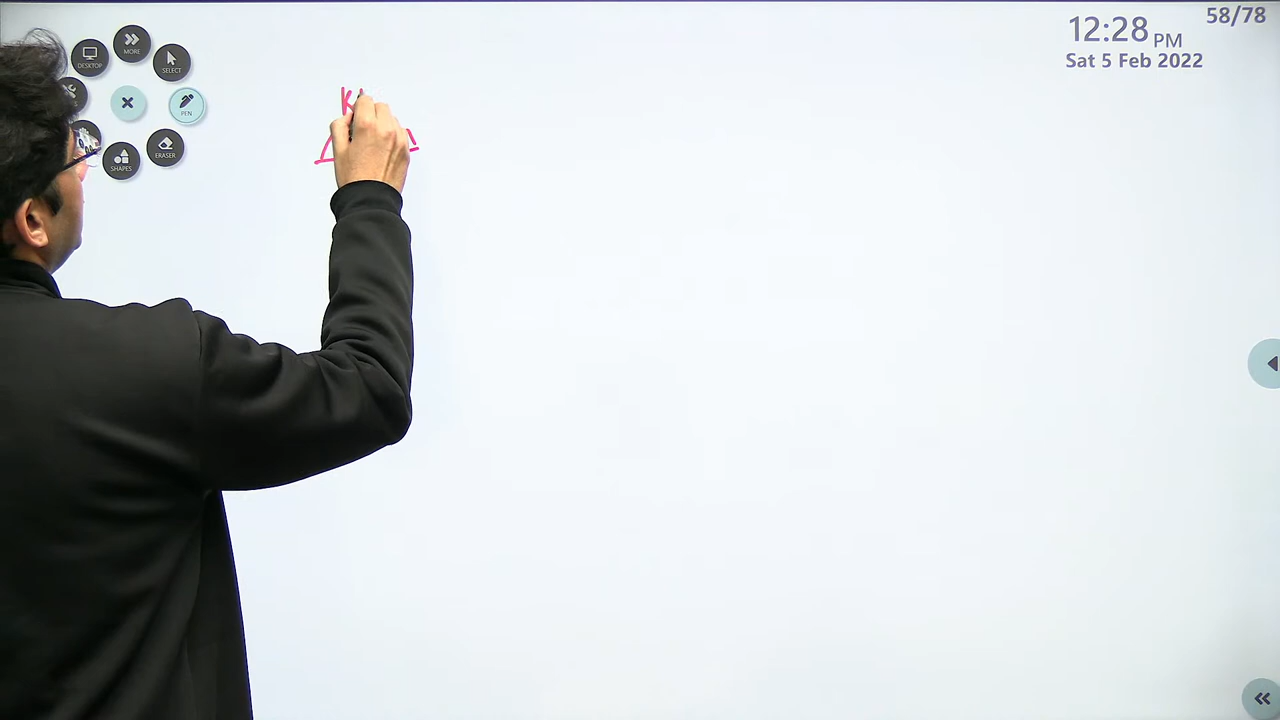 58/78
12:28 PM
Sat 5 Feb 2022
MORE
DESKTOP
SELECT
PEN
ERASER
SHAPES
K